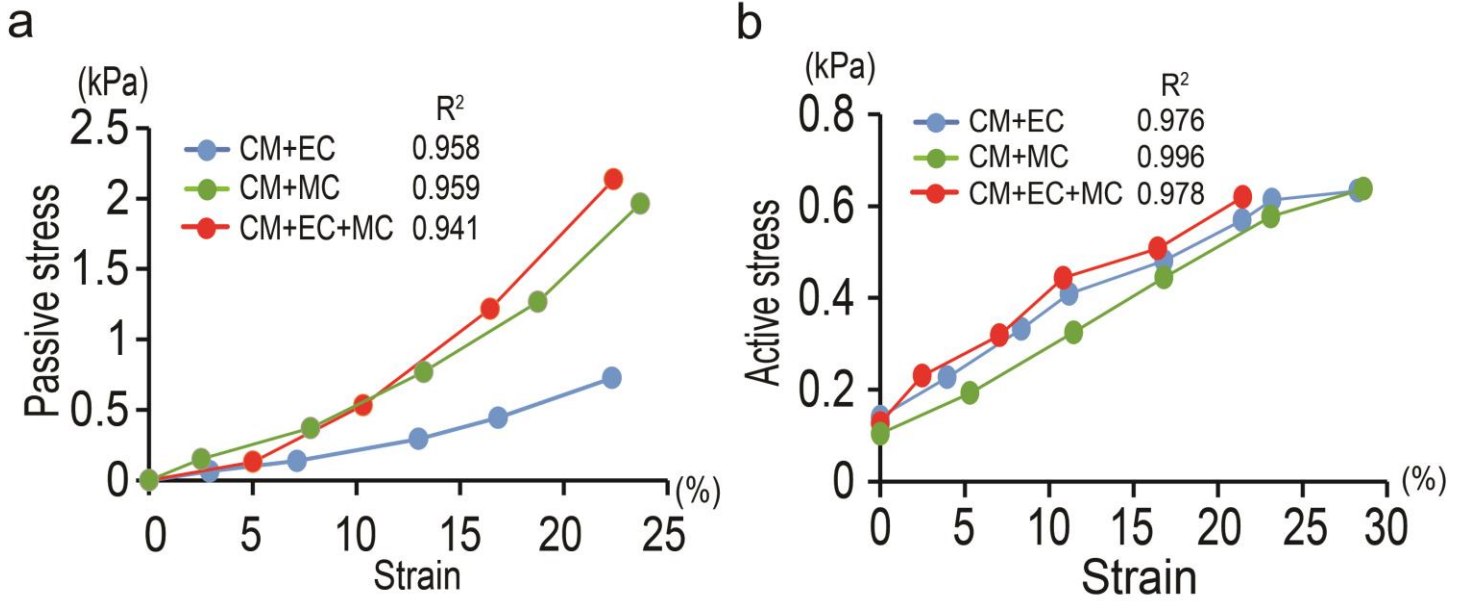 a
(kPa)
R²
2.5
CM+EC 0.958
2
CM+MC 0.959
CM+EC+MC 0.941
1.5
1
0.5
0
Passive stress
0 5 10 15 20 25 (%)
Strain
b
(kPa)
R²
0.8
CM+EC 0.976
CM+MC 0.996
CM+EC+MC 0.978
0.6
0.4
0.2
0
Active stress
0 5 10 15 20 25 30 (%)
Strain